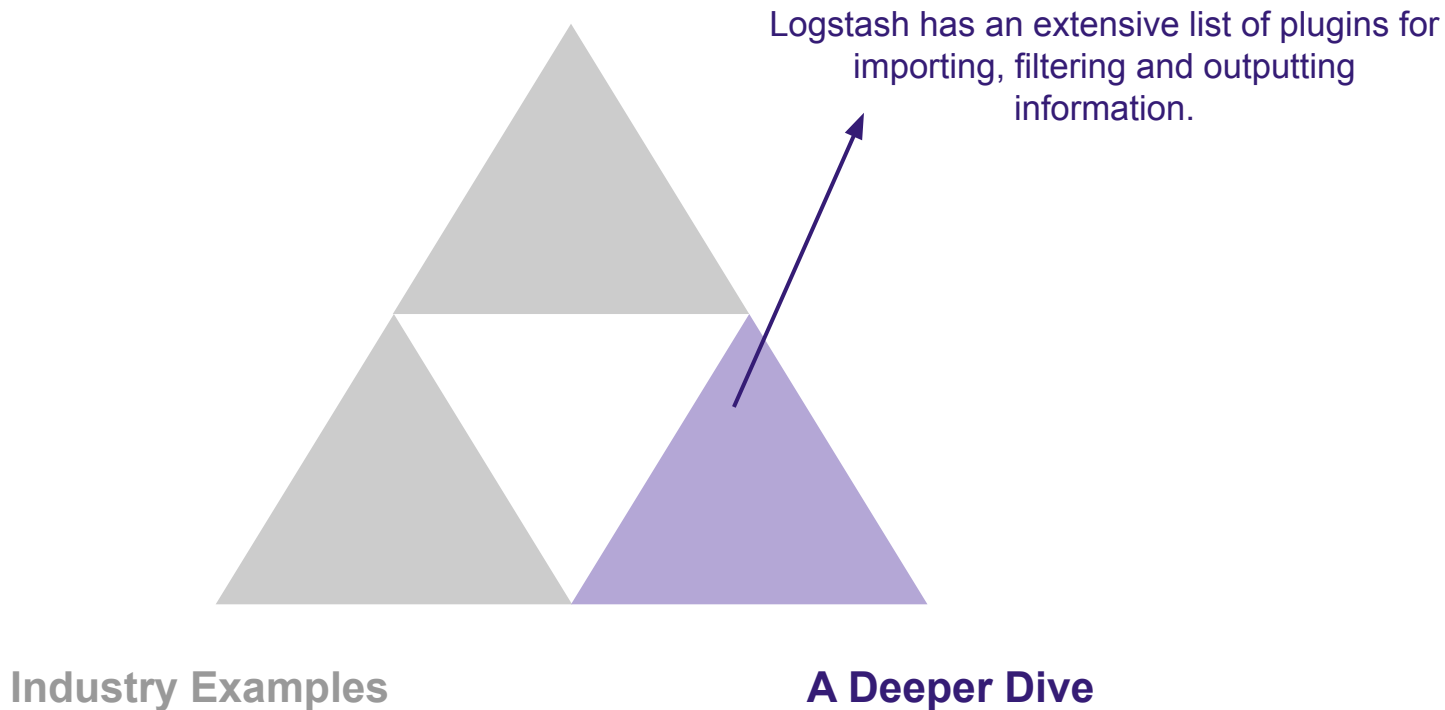 Logstash has an extensive list of plugins for
importing, filtering and outputting
information.
Industry Examples
A Deeper Dive